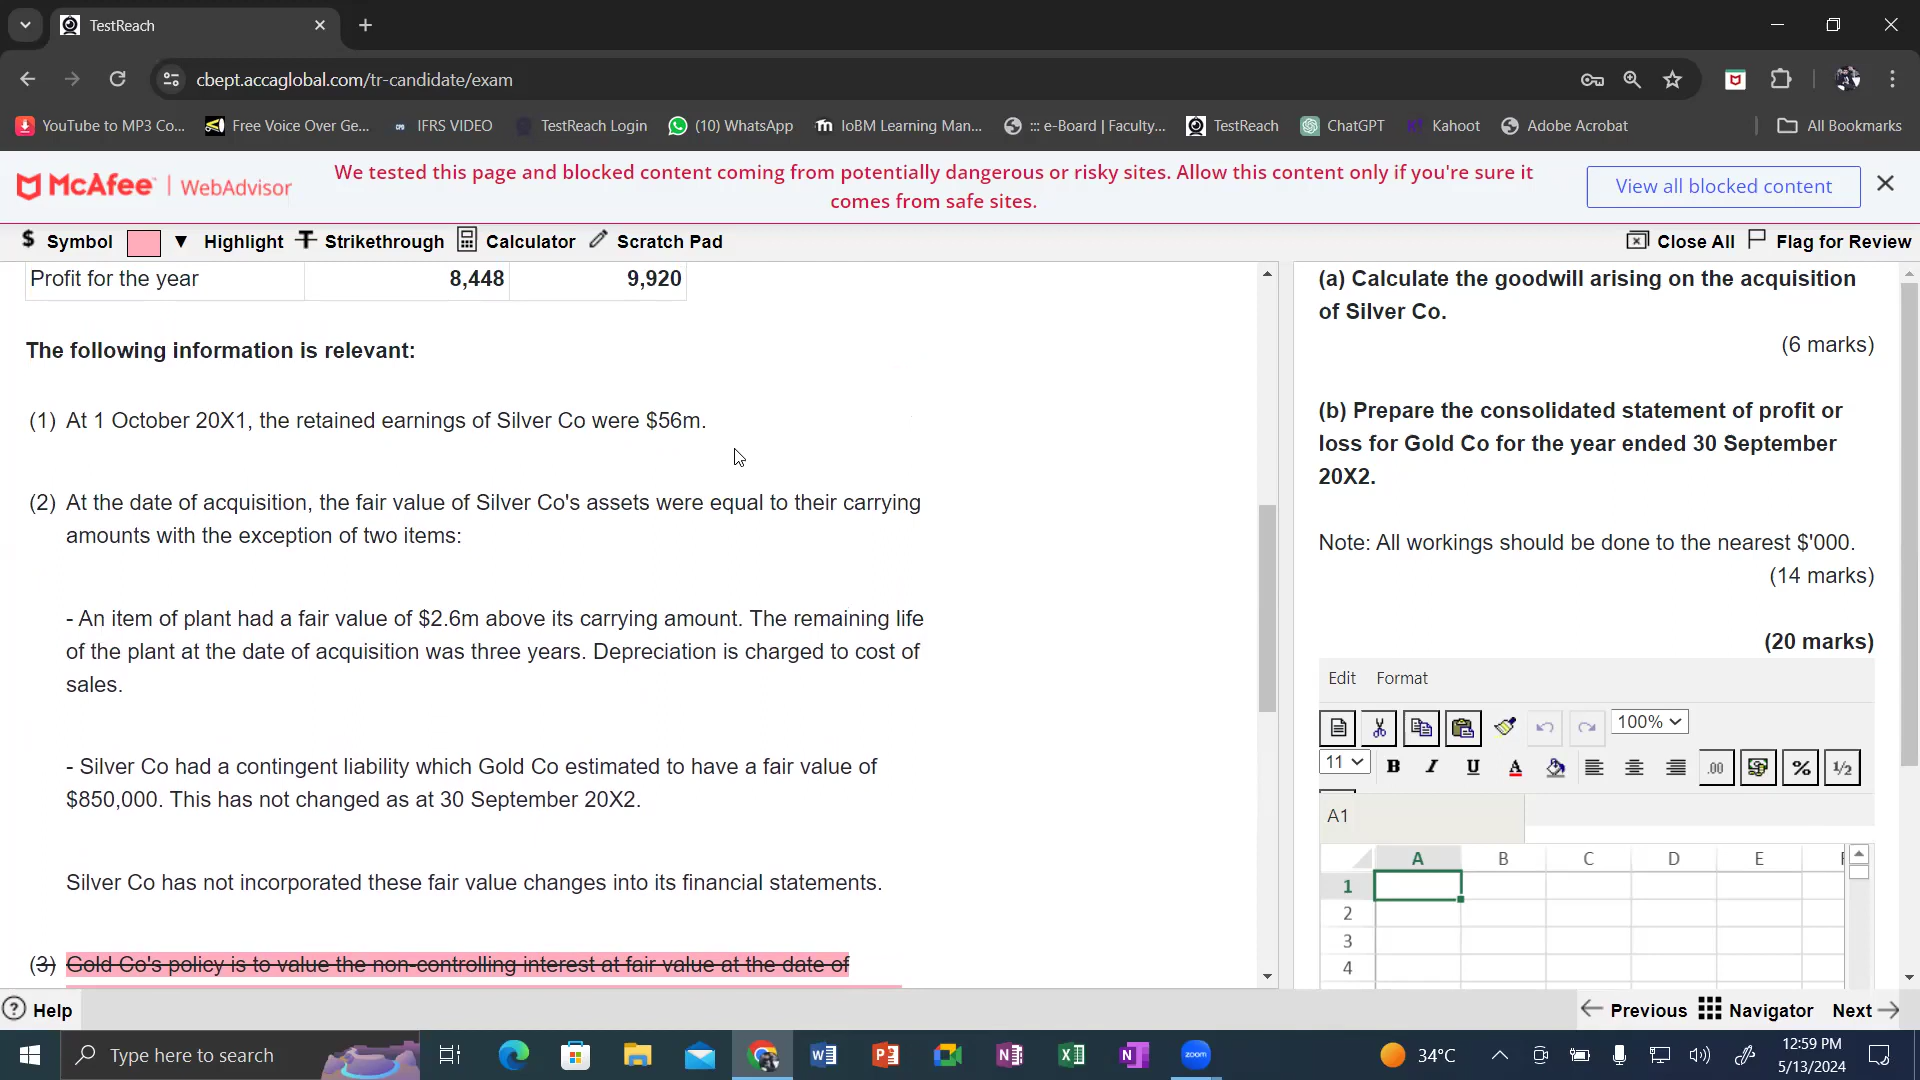 TestReach
cbept.accaglobal.com/tr-candidate/exam
YouTube to MP3 Co...
Free Voice Over Ge...
IFRS VIDEO
TestReach Login
(10) WhatsApp
IoBM Learning Man...
::: e-Board | Faculty...
TestReach
ChatGPT
Kahoot
Adobe Acrobat
All Bookmarks
McAfee | WebAdvisor
We tested this page and blocked content coming from potentially dangerous or risky sites. Allow this content only if you're sure it
comes from safe sites.
View all blocked content
$ Symbol
Highlight
Strikethrough
Calculator
Scratch Pad
Close All
Flag for Review
Profit for the year 8,448 9,920
The following information is relevant:
(1) At 1 October 20X1, the retained earnings of Silver Co were $56m.
(2) At the date of acquisition, the fair value of Silver Co's assets were equal to their carrying
amounts with the exception of two items:
- An item of plant had a fair value of $2.6m above its carrying amount. The remaining life
of the plant at the date of acquisition was three years. Depreciation is charged to cost of
sales.
- Silver Co had a contingent liability which Gold Co estimated to have a fair value of
$850,000. This has not changed as at 30 September 20X2.
Silver Co has not incorporated these fair value changes into its financial statements.
(3) Gold Co's policy is to value the non-controlling interest at fair value at the date of
(a) Calculate the goodwill arising on the acquisition
of Silver Co.
(6 marks)
(b) Prepare the consolidated statement of profit or
loss for Gold Co for the year ended 30 September
20X2.
Note: All workings should be done to the nearest $'000.
(14 marks)
(20 marks)
Edit Format
100%
11 B I U A .00 % 1/2
A1
A B C D E
1
2
3
4
Help
Previous
Navigator
Next
Type here to search
zoom
34°C
12:59 PM
5/13/2024